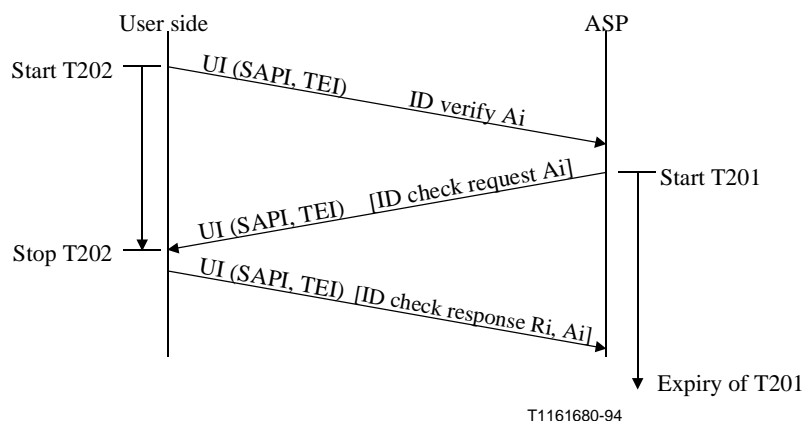 User side ASP
Start T202
UI (SAPI, TEI) ID verify Ai
UI (SAPI, TEI) [ID check request Ai]
Start T201
Stop T202
UI (SAPI, TEI) [ID check response Ri, Ai]
Expiry of T201
T1161680-94